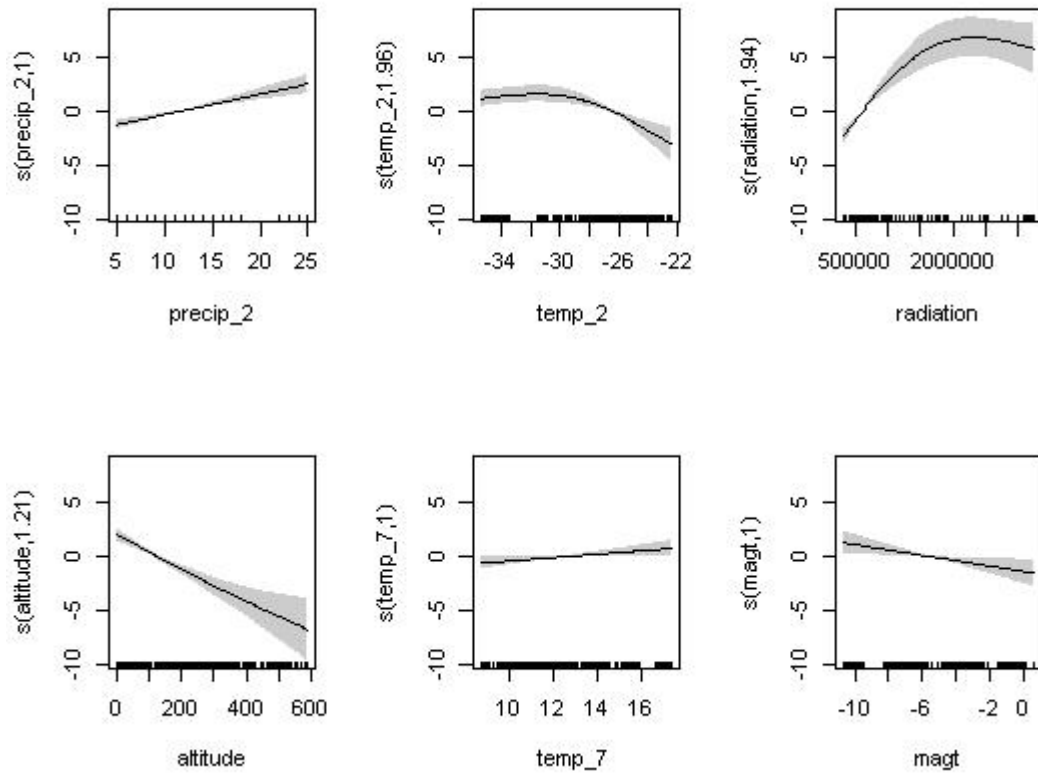 s(precip_2,1)
5
0
-5
-10
5 10 15 20 25
precip_2
s(temp_2,1.96)
5
0
-5
-10
-34 -30 -26 -22
temp_2
s(radiation,1.94)
5
0
-5
-10
500000 2000000
radiation
s(altitude,1.21)
5
0
-5
-10
0 200 400 600
altitude
s(temp_7,1)
5
0
-5
-10
10 12 14 16
temp_7
s(magt,1)
5
0
-5
-10
-10 -6 -2 0
magt